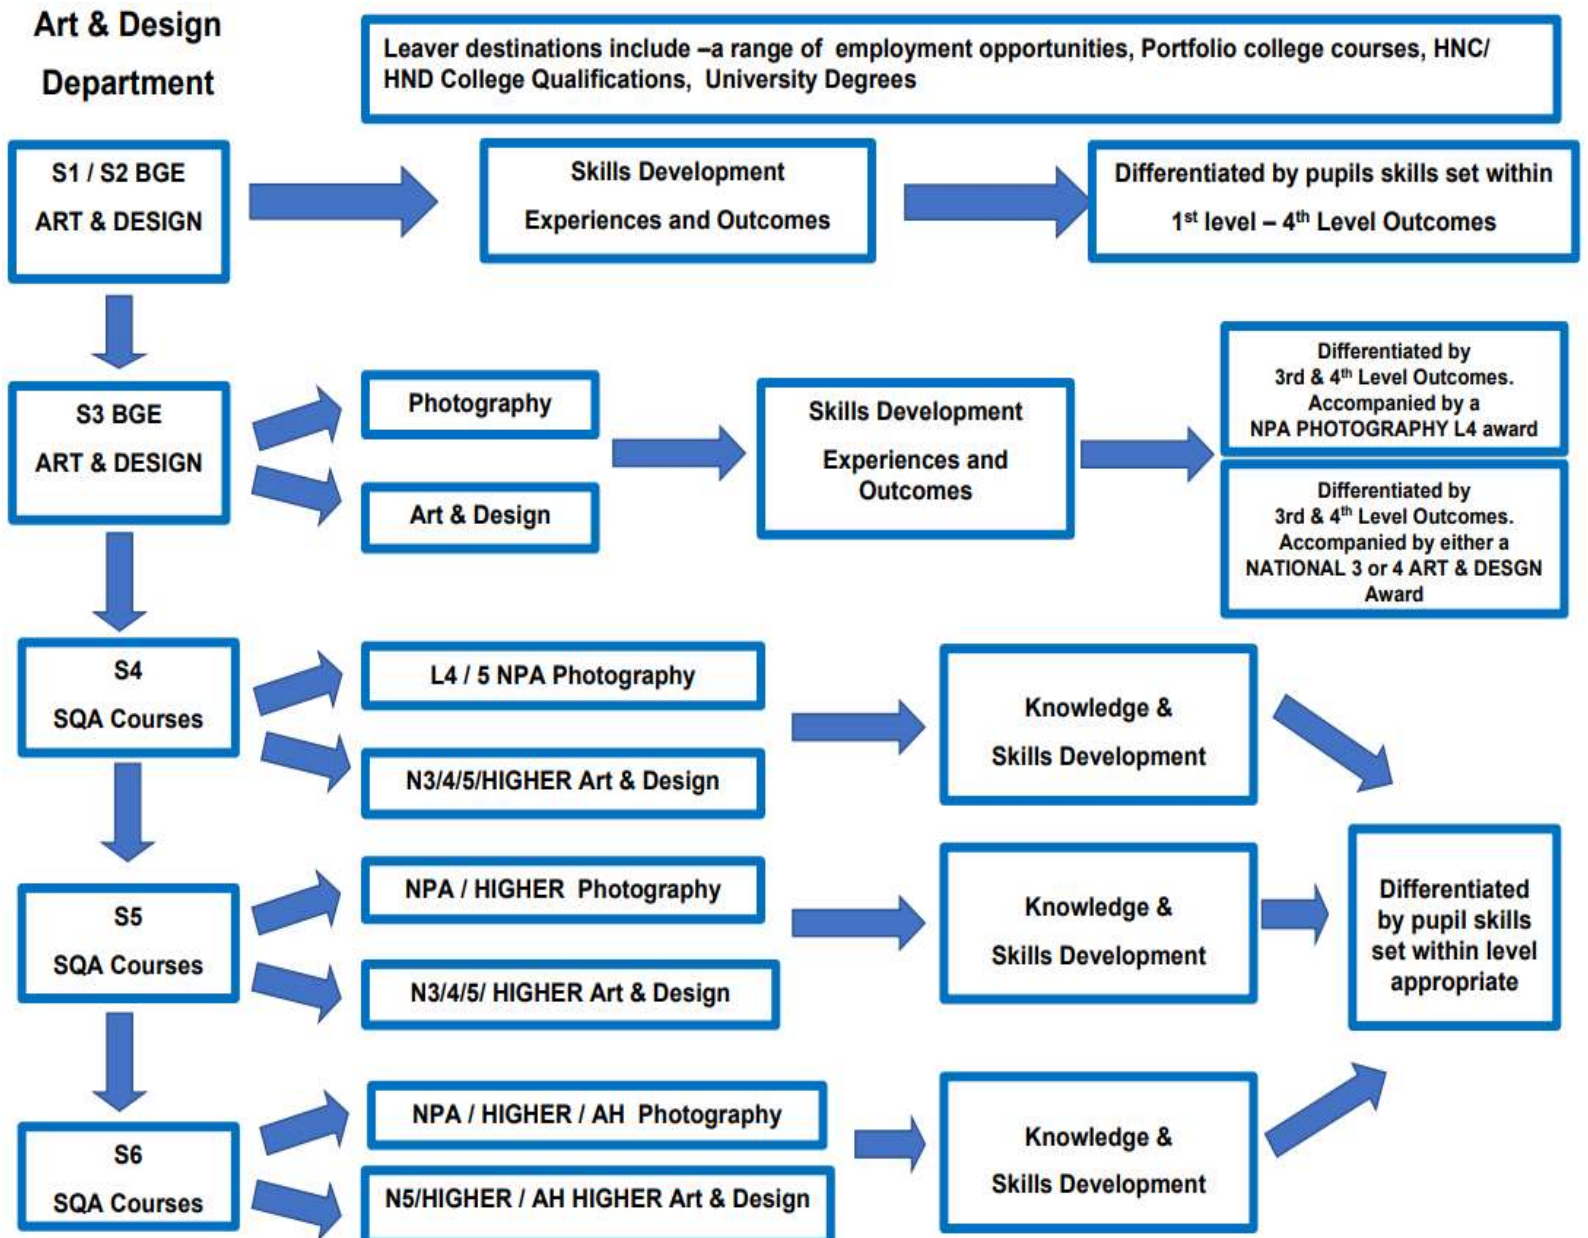 Art & Design
Department
Leaver destinations include –a range of employment opportunities, Portfolio college courses, HNC/
HND College Qualifications, University Degrees
S1 / S2 BGE
ART & DESIGN
Skills Development
Experiences and Outcomes
Differentiated by pupils skills set within
1st level – 4th Level Outcomes
S3 BGE
ART & DESIGN
Photography
Art & Design
Skills Development
Experiences and
Outcomes
Differentiated by
3rd & 4th Level Outcomes.
Accompanied by a
NPA PHOTOGRAPHY L4 award
Differentiated by
3rd & 4th Level Outcomes.
Accompanied by either a
NATIONAL 3 or 4 ART & DESGN
Award
S4
SQA Courses
L4 / 5 NPA Photography
N3/4/5/HIGHER Art & Design
Knowledge &
Skills Development
S5
SQA Courses
NPA / HIGHER Photography
N3/4/5/ HIGHER Art & Design
Knowledge &
Skills Development
Differentiated
by pupil skills
set within level
appropriate
S6
SQA Courses
NPA / HIGHER / AH Photography
N5/HIGHER / AH HIGHER Art & Design
Knowledge &
Skills Development